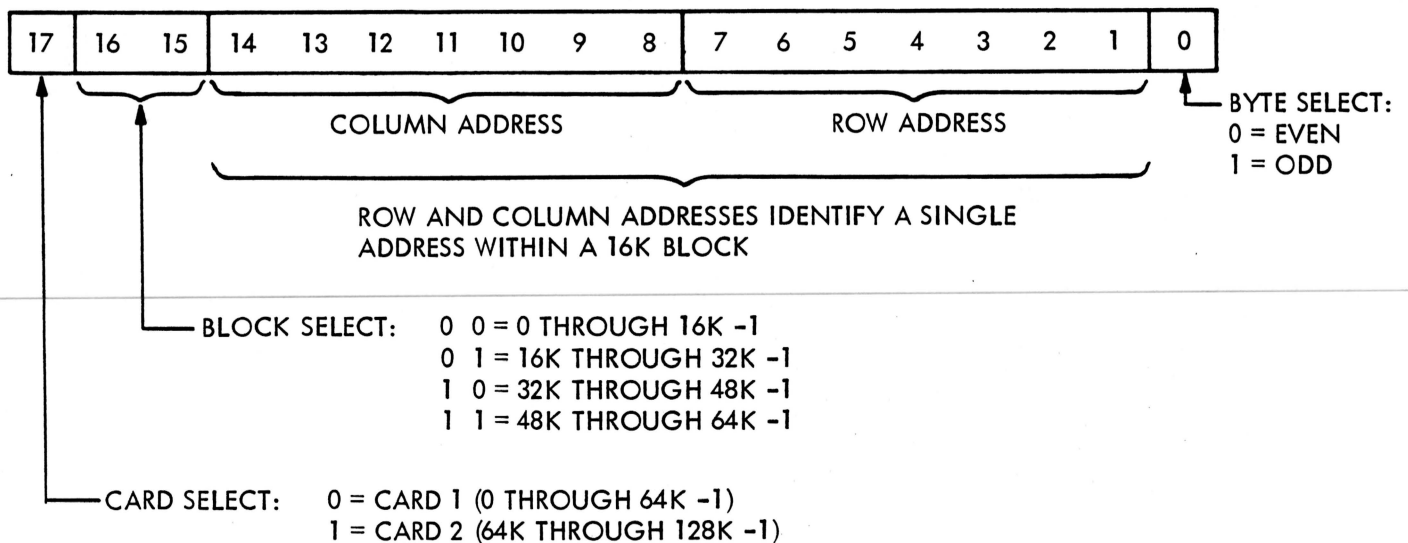 17 16 15 14 13 12 11 10 9 8 7 6 5 4 3 2 1 0
COLUMN ADDRESS
ROW ADDRESS
BYTE SELECT:
0 = EVEN
1 = ODD
ROW AND COLUMN ADDRESSES IDENTIFY A SINGLE
ADDRESS WITHIN A 16K BLOCK
BLOCK SELECT: 0 0 = 0 THROUGH 16K -1
0 1 = 16K THROUGH 32K -1
1 0 = 32K THROUGH 48K -1
1 1 = 48K THROUGH 64K -1
CARD SELECT: 0 = CARD 1 (0 THROUGH 64K -1)
1 = CARD 2 (64K THROUGH 128K -1)